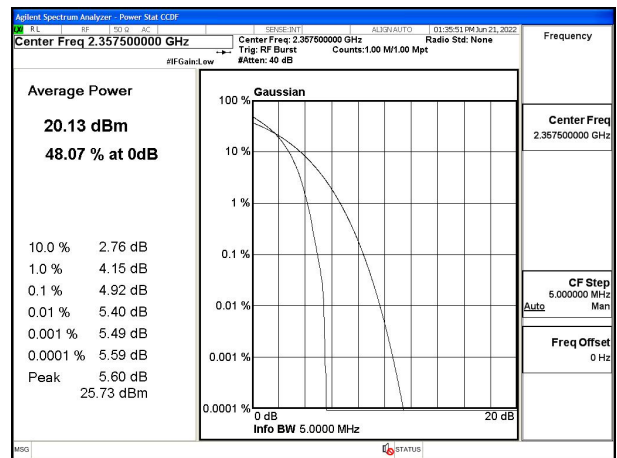 Agilent Spectrum Analyzer - Power Stat CCDF
RL RF 50 Ω AC SENSE:INT ALIGNAUTO 01:35:51 PM Jun 21, 2022
Center Freq 2.357500000 GHz
Center Freq: 2.357500000 GHz Radio Std: None
Trig: RF Burst Counts:1.00 M/1.00 Mpt
#IFGain:Low #Atten: 40 dB
Frequency
Average Power
20.13 dBm
48.07 % at 0dB
10.0 % 2.76 dB
1.0 % 4.15 dB
0.1 % 4.92 dB
0.01 % 5.40 dB
0.001 % 5.49 dB
0.0001 % 5.59 dB
Peak 5.60 dB
25.73 dBm
Gaussian
100 %
10 %
1 %
0.1 %
0.01 %
0.001 %
0.0001 %
0 dB 20 dB
Info BW 5.0000 MHz
Center Freq
2.357500000 GHz
CF Step
5.000000 MHz
Auto Man
Freq Offset
0 Hz
MSG STATUS